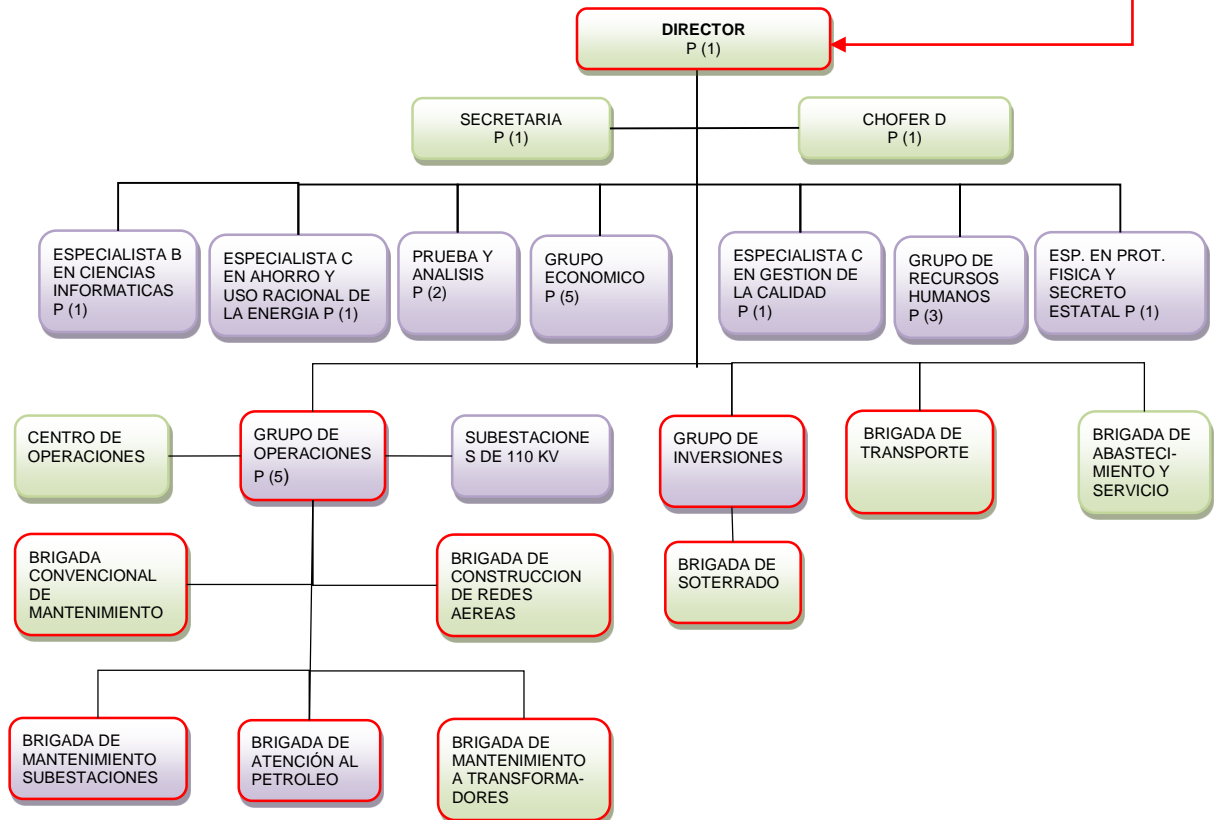 DIRECTOR
P (1)
SECRETARIA
P (1)
CHOFER D
P (1)
ESPECIALISTA B
EN CIENCIAS
INFORMATICAS
P (1)
ESPECIALISTA C
EN AHORRO Y
USO RACIONAL DE
LA ENERGIA P (1)
PRUEBA Y
ANALISIS
P (2)
GRUPO
ECONOMICO
P (5)
ESPECIALISTA C
EN GESTION DE
LA CALIDAD
P (1)
GRUPO DE
RECURSOS
HUMANOS
P (3)
ESP. EN PROT.
FISICA Y
SECRETO
ESTATAL P (1)
CENTRO DE
OPERACIONES
GRUPO DE
OPERACIONES
P (5)
SUBESTACIONE
S DE 110 KV
GRUPO DE
INVERSIONES
BRIGADA DE
TRANSPORTE
BRIGADA DE
ABASTECI-
MIENTO Y
SERVICIO
BRIGADA
CONVENCIONAL
DE
MANTENIMIENTO
BRIGADA DE
CONSTRUCCION
DE REDES
AEREAS
BRIGADA DE
SOTERRADO
BRIGADA DE
MANTENIMIENTO
SUBESTACIONES
BRIGADA DE
ATENCIÓN AL
PETROLEO
BRIGADA DE
MANTENIMIENTO
A TRANSFORMA-
DORES